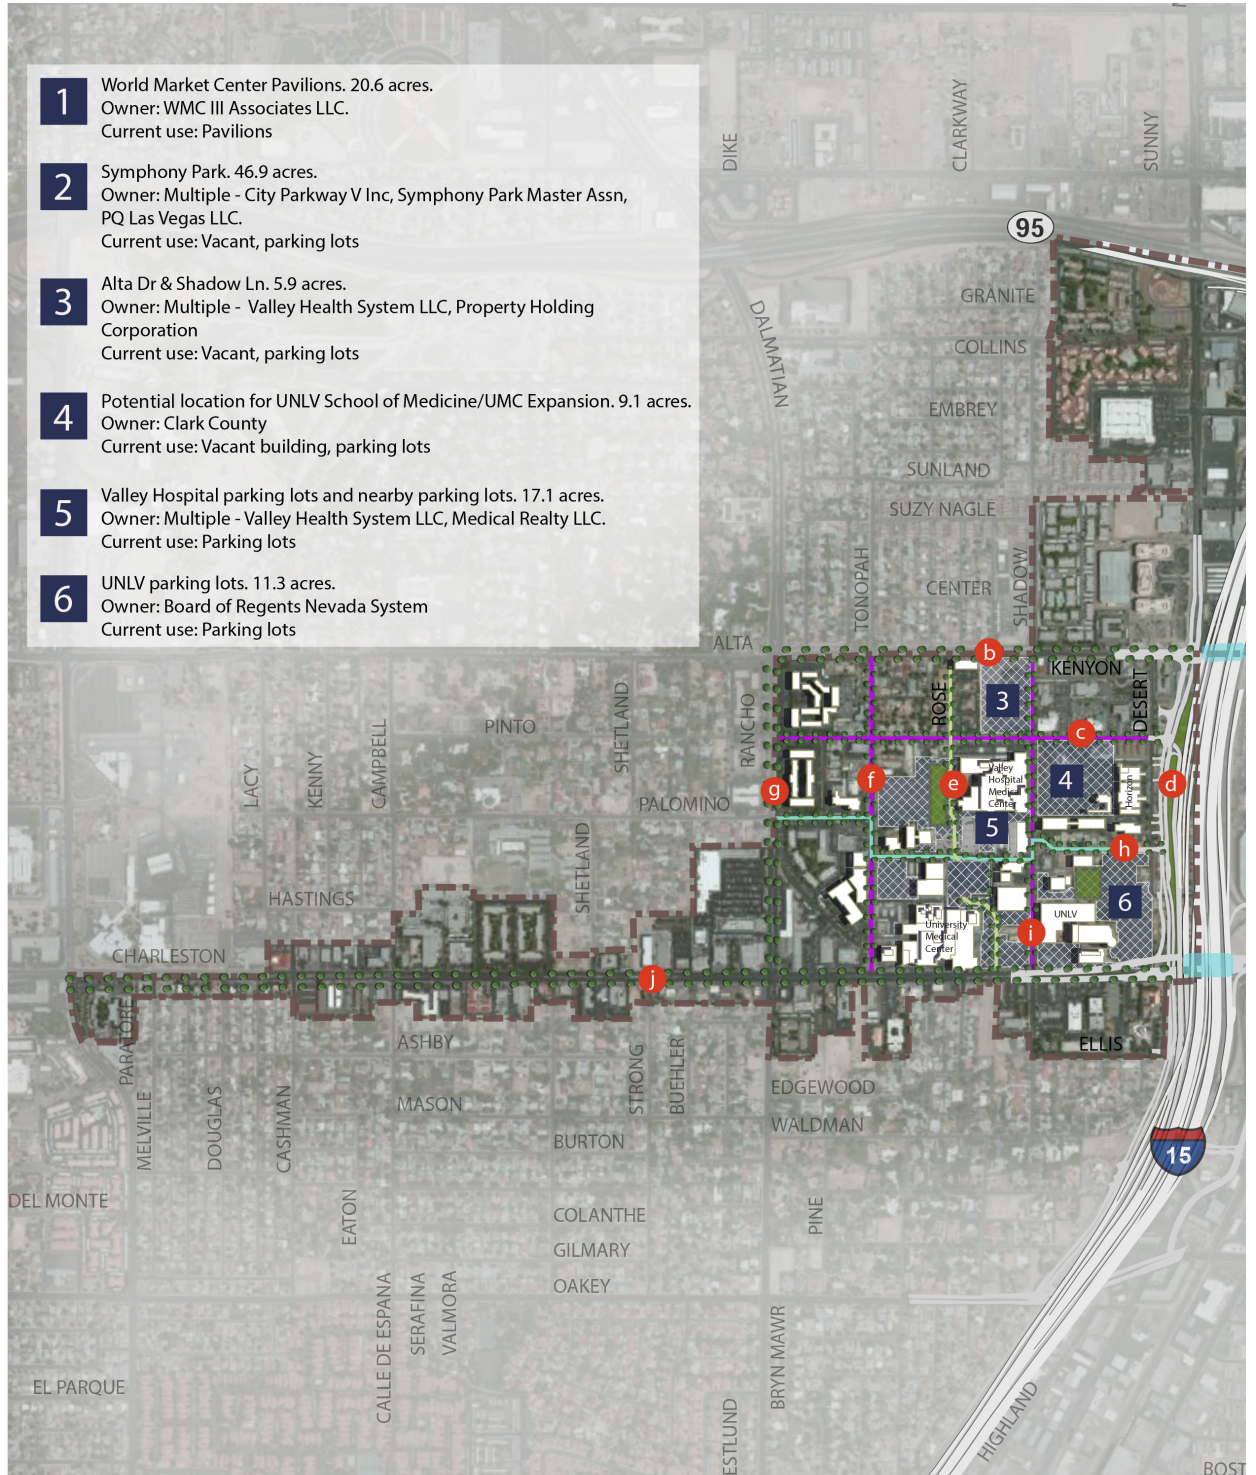 1
World Market Center Pavilions. 20.6 acres.
Owner: WMC III Associates LLC.
Current use: Pavilions
2
Symphony Park. 46.9 acres.
Owner: Multiple - City Parkway V Inc, Symphony Park Master Assn,
PQ Las Vegas LLC.
Current use: Vacant, parking lots
3
Alta Dr & Shadow Ln. 5.9 acres.
Owner: Multiple - Valley Health System LLC, Property Holding
Corporation
Current use: Vacant, parking lots
4
Potential location for UNLV School of Medicine/UMC Expansion. 9.1 acres.
Owner: Clark County
Current use: Vacant building, parking lots
5
Valley Hospital parking lots and nearby parking lots. 17.1 acres.
Owner: Multiple - Valley Health System LLC, Medical Realty LLC.
Current use: Parking lots
6
UNLV parking lots. 11.3 acres.
Owner: Board of Regents Nevada System
Current use: Parking lots
DIKE
CLARKWAY
SUNNY
95
GRANITE
DALMATIAN
COLLINS
EMBREY
SUNLAND
SUZY NAGLE
TONOPAH
CENTER
SHADOW
ALTA
b
KENYON
ROSE
3
DESERT
SHETLAND
RANCHO
PINTO
c
LACY
KENNY
CAMPBELL
PALOMINO
g
f
e
Valley
Hospital
Medical
Center
4
Horizon
d
5
h
SHETLAND
HASTINGS
6
UNLV
University
Medical
Center
i
CHARLESTON
j
PARATORE
ASHBY
ELLIS
STRONG
BUEHLER
EDGEWOOD
MELVILLE
DOUGLAS
CASHMAN
MASON
WALDMAN
BURTON
15
DEL MONTE
EATON
COLANTHE
PINE
GILMARY
OAKEY
CALLE DE ESPANA
SERAFINA
VALMORA
BRYN MAWR
EL PARQUE
ESTLUND
HIGHLAND
BOST